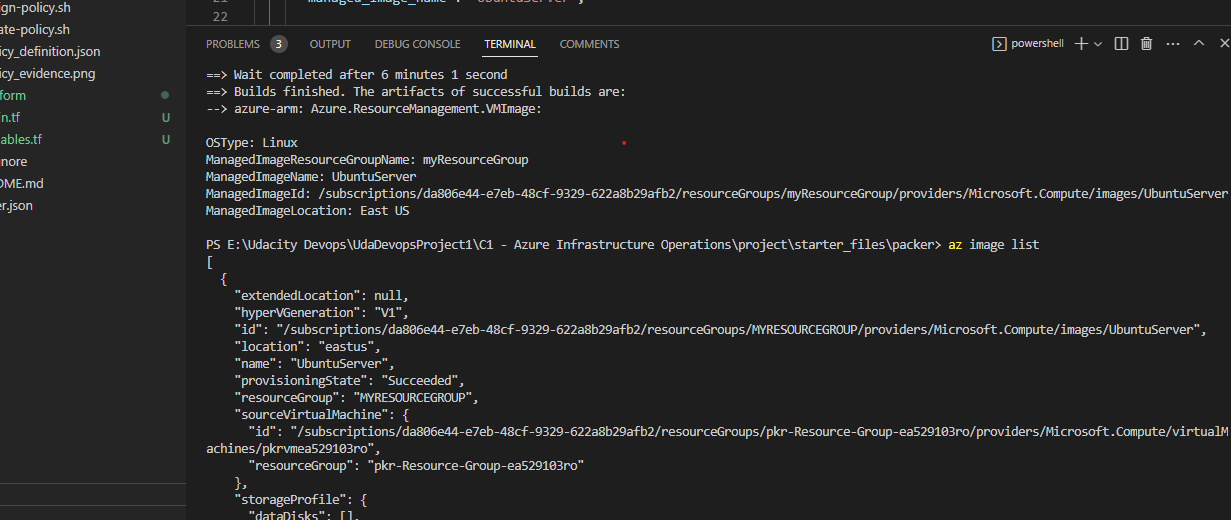 ign-policy.sh
21 "managed_image_name": "UbuntuServer",
ate-policy.sh
22
icy_definition.json
PROBLEMS 3 OUTPUT DEBUG CONSOLE TERMINAL COMMENTS powershell
icy_evidence.png
==> Wait completed after 6 minutes 1 second
form
==> Builds finished. The artifacts of successful builds are:
n.tf U
--> azure-arm: Azure.ResourceManagement.VMImage:
ables.tf U
OSType: Linux
nore
ManagedImageResourceGroupName: myResourceGroup
ManagedImageName: UbuntuServer
OME.md
ManagedImageId: /subscriptions/da806e44-e7eb-48cf-9329-622a8b29afb2/resourceGroups/myResourceGroup/providers/Microsoft.Compute/images/UbuntuServer
er.json
ManagedImageLocation: East US
PS E:\Udacity Devops\UdaDevopsProject1\C1 - Azure Infrastructure Operations\project\starter_files\packer> az image list
[
{
"extendedLocation": null,
"hyperVGeneration": "V1",
"id": "/subscriptions/da806e44-e7eb-48cf-9329-622a8b29afb2/resourceGroups/MYRESOURCEGROUP/providers/Microsoft.Compute/images/UbuntuServer",
"location": "eastus",
"name": "UbuntuServer",
"provisioningState": "Succeeded",
"resourceGroup": "MYRESOURCEGROUP",
"sourceVirtualMachine": {
"id": "/subscriptions/da806e44-e7eb-48cf-9329-622a8b29afb2/resourceGroups/pkr-Resource-Group-ea529103ro/providers/Microsoft.Compute/virtualM
achines/pkrvmea529103ro",
"resourceGroup": "pkr-Resource-Group-ea529103ro"
},
"storageProfile": {
"dataDisks": [],